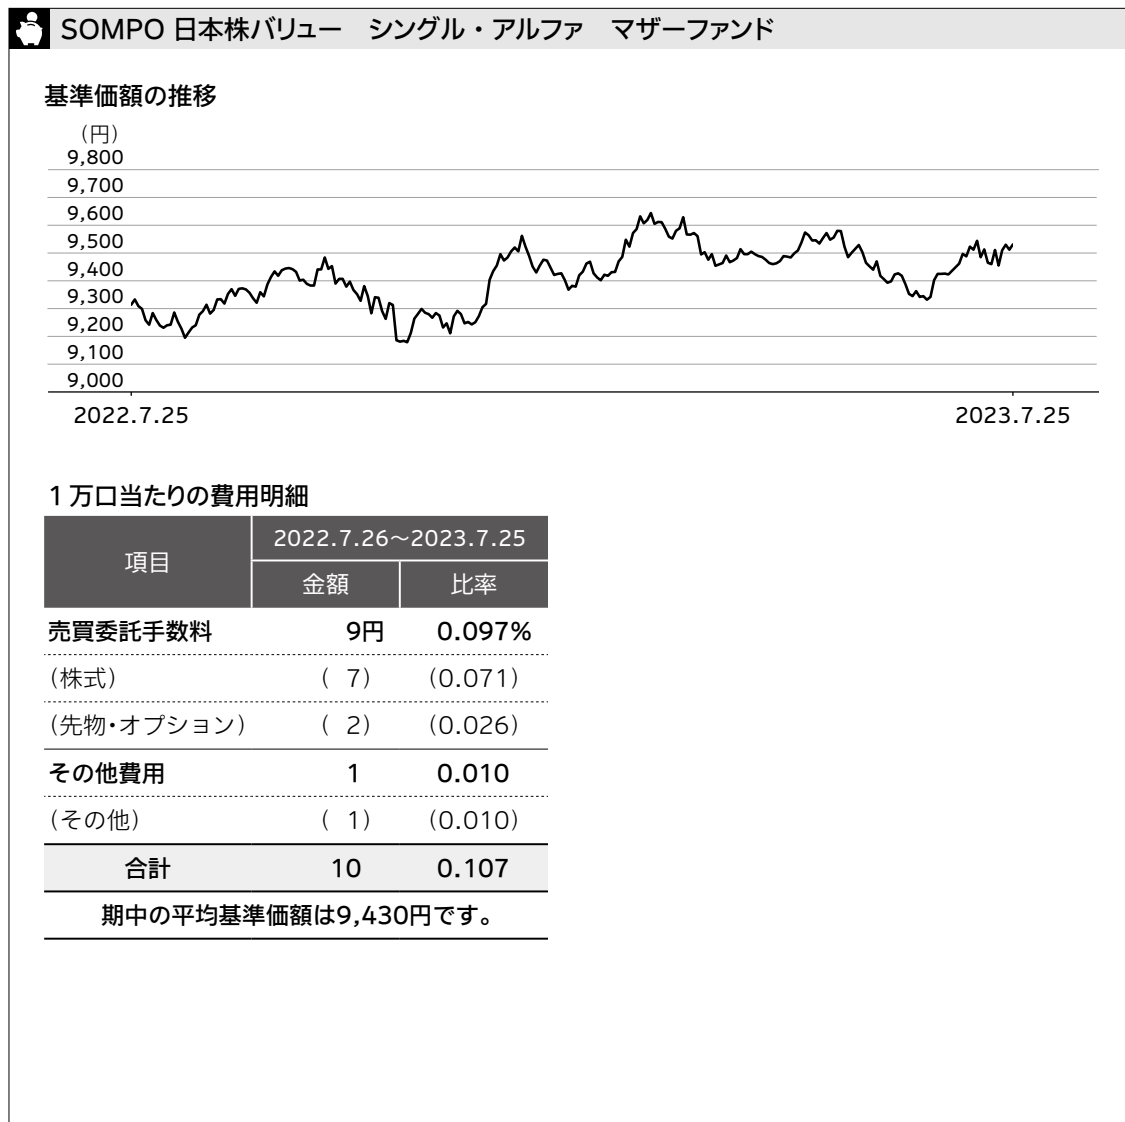 SOMPO 日本株バリュー　シングル・アルファ　マザーファンド
基準価額の推移
（円）
9,800
9,700
9,600
9,500
9,400
9,300
9,200
9,100
9,000
2022.7.25 2023.7.25
1万口当たりの費用明細
項目 2022.7.26～2023.7.25
金額 比率
売買委託手数料 9円 0.097%
（株式） （ 7） （0.071）
（先物・オプション） （ 2） （0.026）
その他費用 1 0.010
（その他） （ 1） （0.010）
合計 10 0.107
期中の平均基準価額は9,430円です。